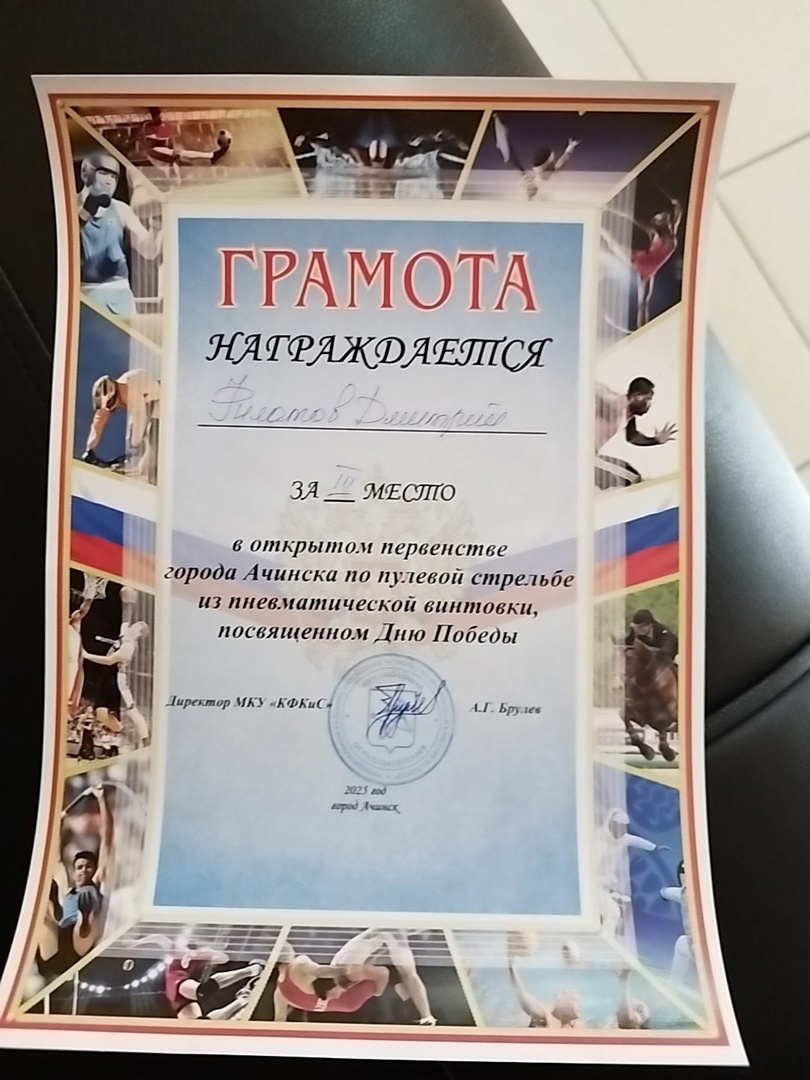 ГРАМОТА
НАГРАЖДАЕТСЯ
Филатов Дмитрий
ЗА III МЕСТО
в открытом первенстве
города Ачинска по пулевой стрельбе
из пневматической винтовки,
посвященном Дню Победы
Директор МКУ «КФКиС» А.Г. Брулев
2025 год
город Ачинск